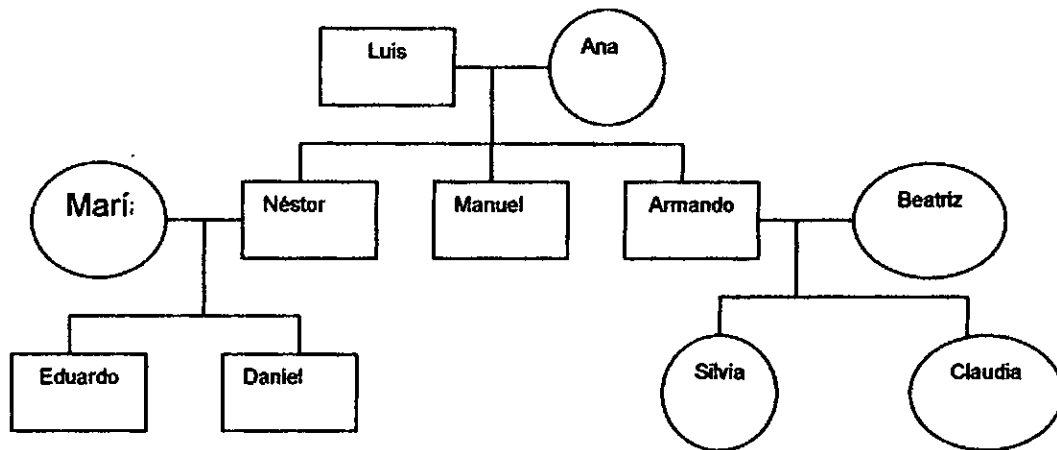 Luis
Ana
Marí
Néstor
Manuel
Armando
Beatriz
Eduardo
Daniel
Silvia
Claudia